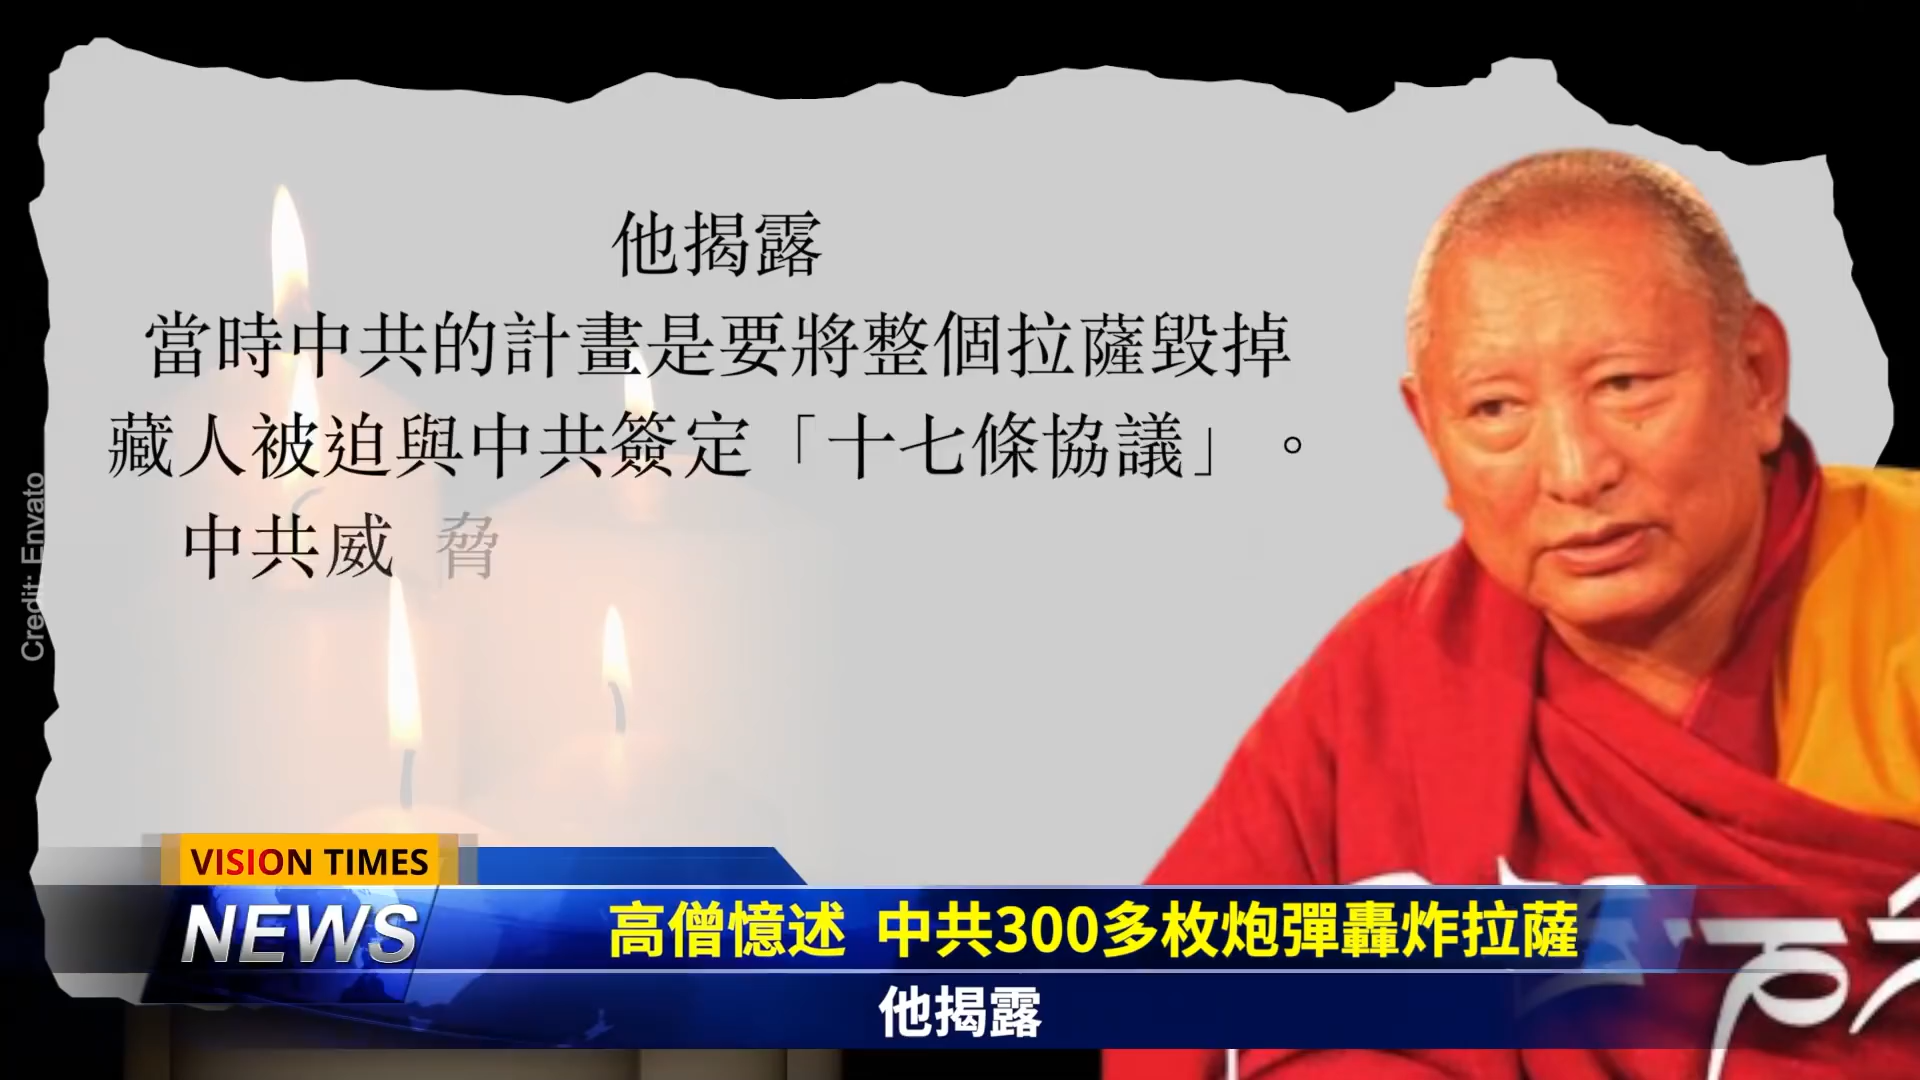 他揭露
當時中共的計畫是要將整個拉薩毀掉
藏人被迫與中共簽定「十七條協議」。
中共威脅
Credit: Envato
VISION TIMES
NEWS
高僧憶述 中共300多枚炮彈轟炸拉薩
他揭露